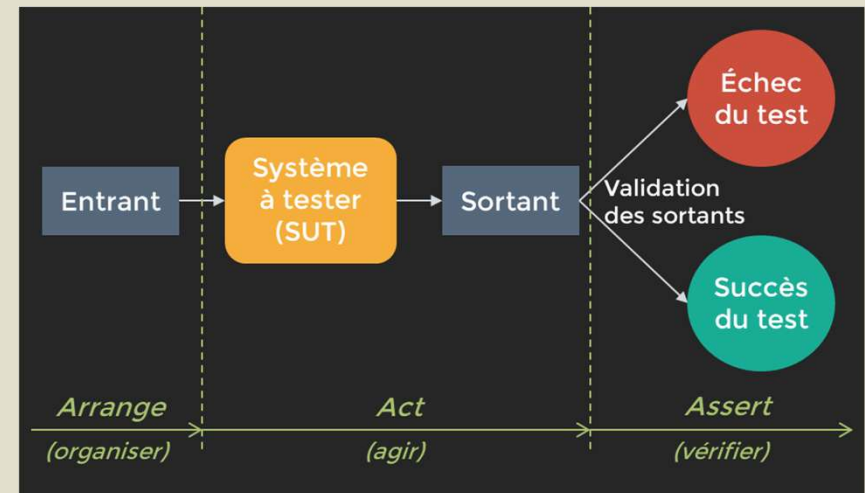 Entrant
Système
à tester
(SUT)
Sortant
Validation
des sortants
Échec
du test
Succès
du test
Arrange
(organiser)
Act
(agir)
Assert
(vérifier)